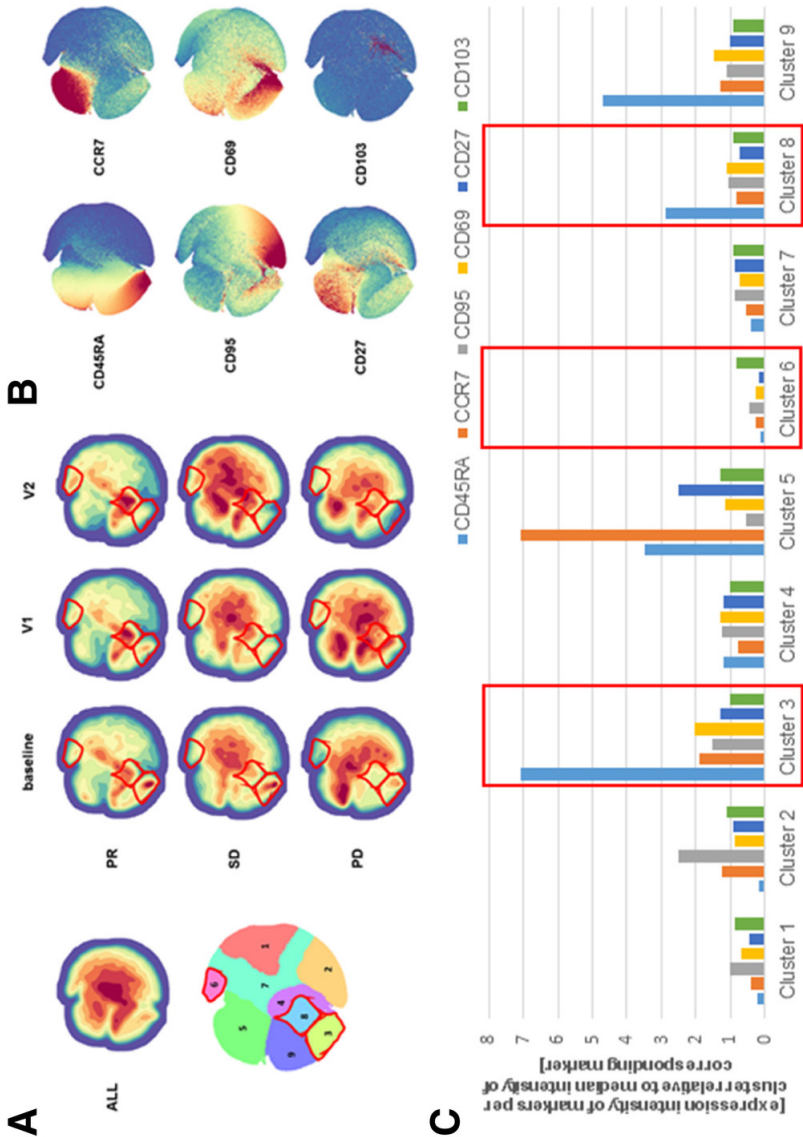 A
ALL
baseline
V1
V2
PR
SD
PD
1
2
3
4
5
6
7
8
9
B
CD45RA
CCR7
CD95
CD69
CD27
CD103
C
CD45RA CCR7 CD95 CD69 CD27 CD103
[expression intensity of markers per
cluster relative to median intensity of
corresponding marker]
8
7
6
5
4
3
2
1
0
Cluster 1 Cluster 2 Cluster 3 Cluster 4 Cluster 5 Cluster 6 Cluster 7 Cluster 8 Cluster 9